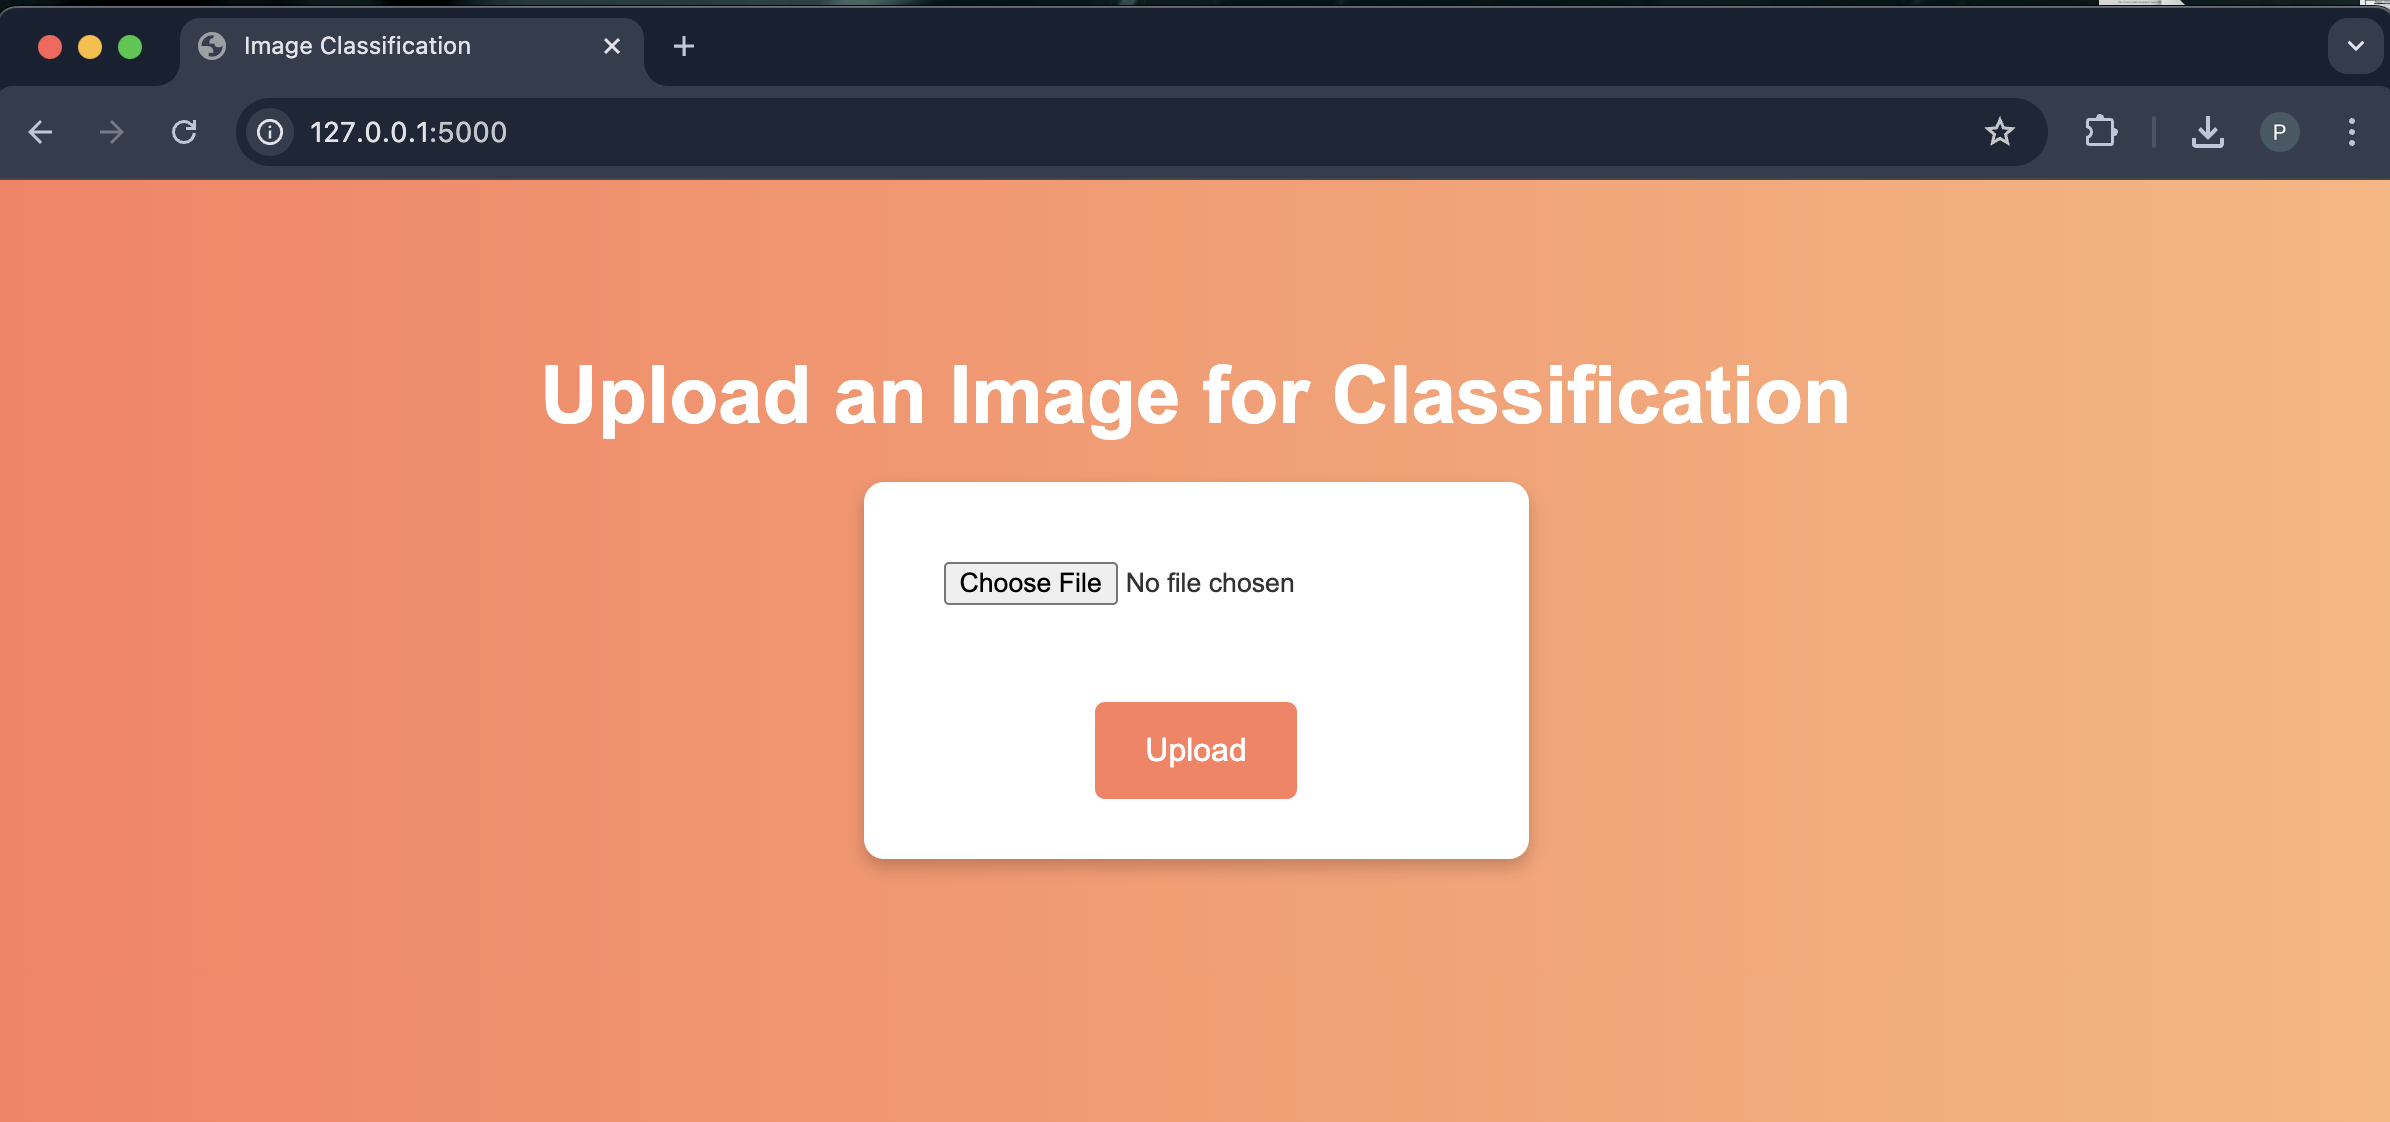 Image Classification
127.0.0.1:5000
P
Upload an Image for Classification
Choose File No file chosen
Upload